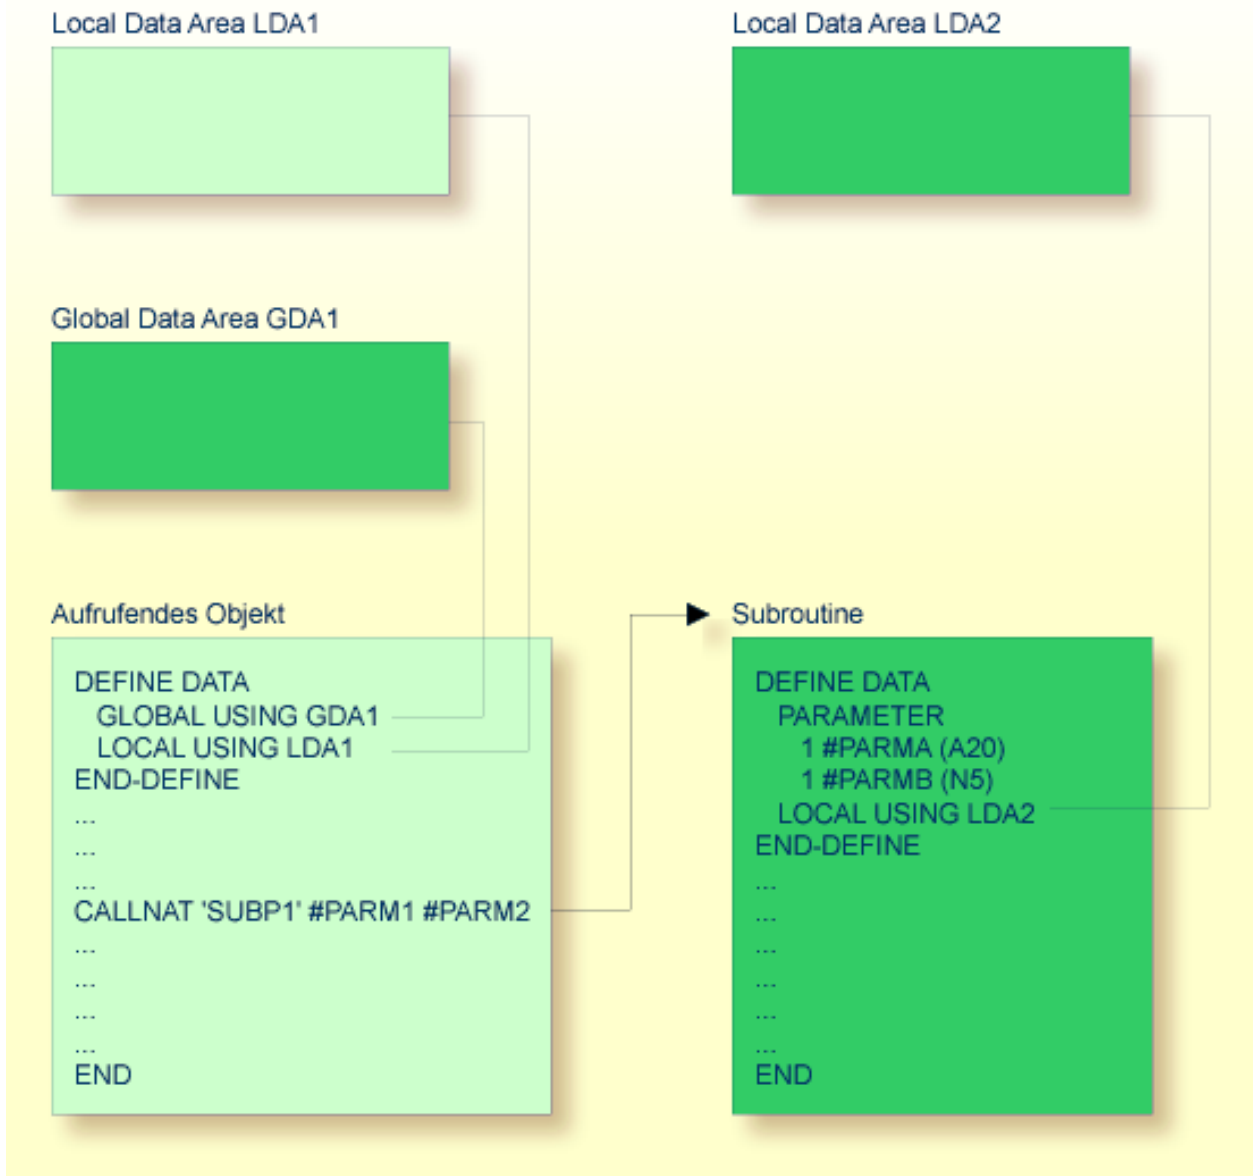 Local Data Area LDA1
Local Data Area LDA2
Global Data Area GDA1
Aufrufendes Objekt
DEFINE DATA
GLOBAL USING GDA1
LOCAL USING LDA1
END-DEFINE
...
...
...
CALLNAT 'SUBP1' #PARM1 #PARM2
...
...
...
...
END
Subroutine
DEFINE DATA
PARAMETER
1 #PARMA (A20)
1 #PARMB (N5)
LOCAL USING LDA2
END-DEFINE
...
...
...
...
...
...
END